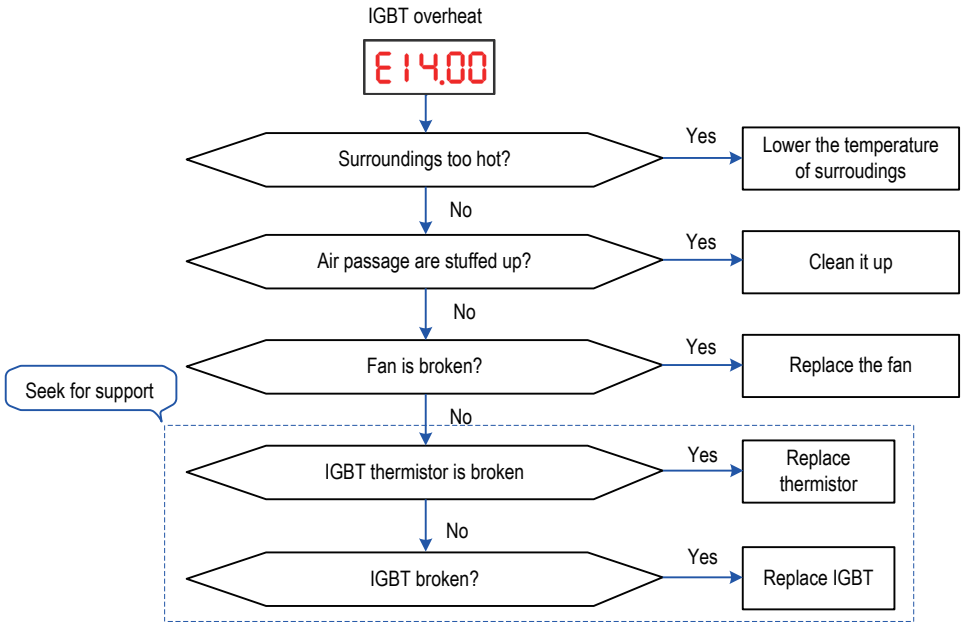 IGBT overheat
E14.00
Surroundings too hot?
Yes
Lower the temperature
of surroudings
No
Air passage are stuffed up?
Yes
Clean it up
No
Fan is broken?
Yes
Replace the fan
Seek for support
No
IGBT thermistor is broken
Yes
Replace
thermistor
No
IGBT broken?
Yes
Replace IGBT